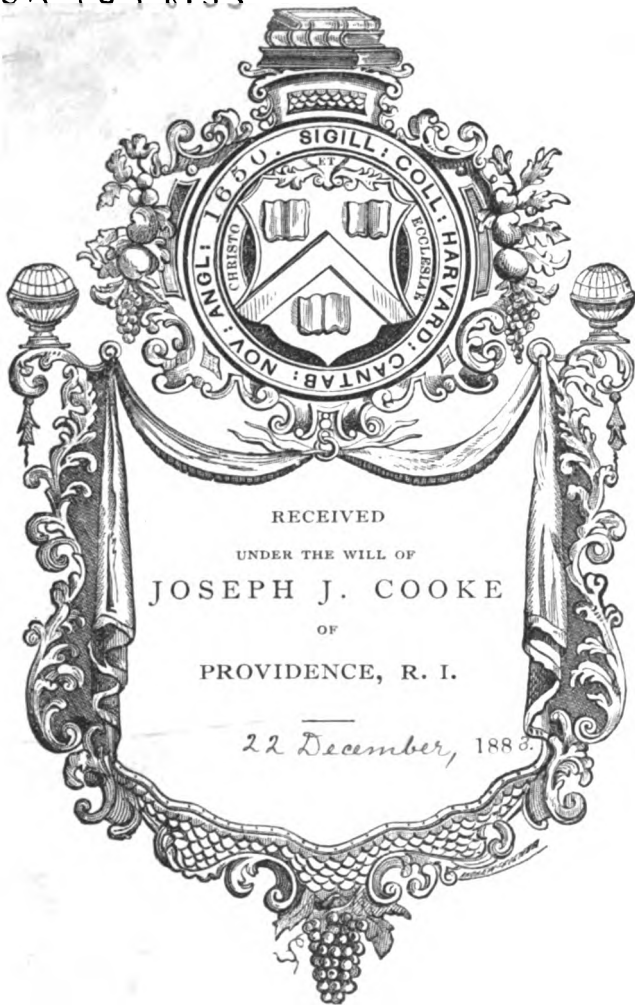 SIGILL: COLL: HARVARD: CANTAB: NOV: ANGL: 1650.
ET
CHRISTO
ECCLESIAE
RECEIVED
UNDER THE WILL OF
JOSEPH J. COOKE
OF
PROVIDENCE, R. I.
22 December, 1883.